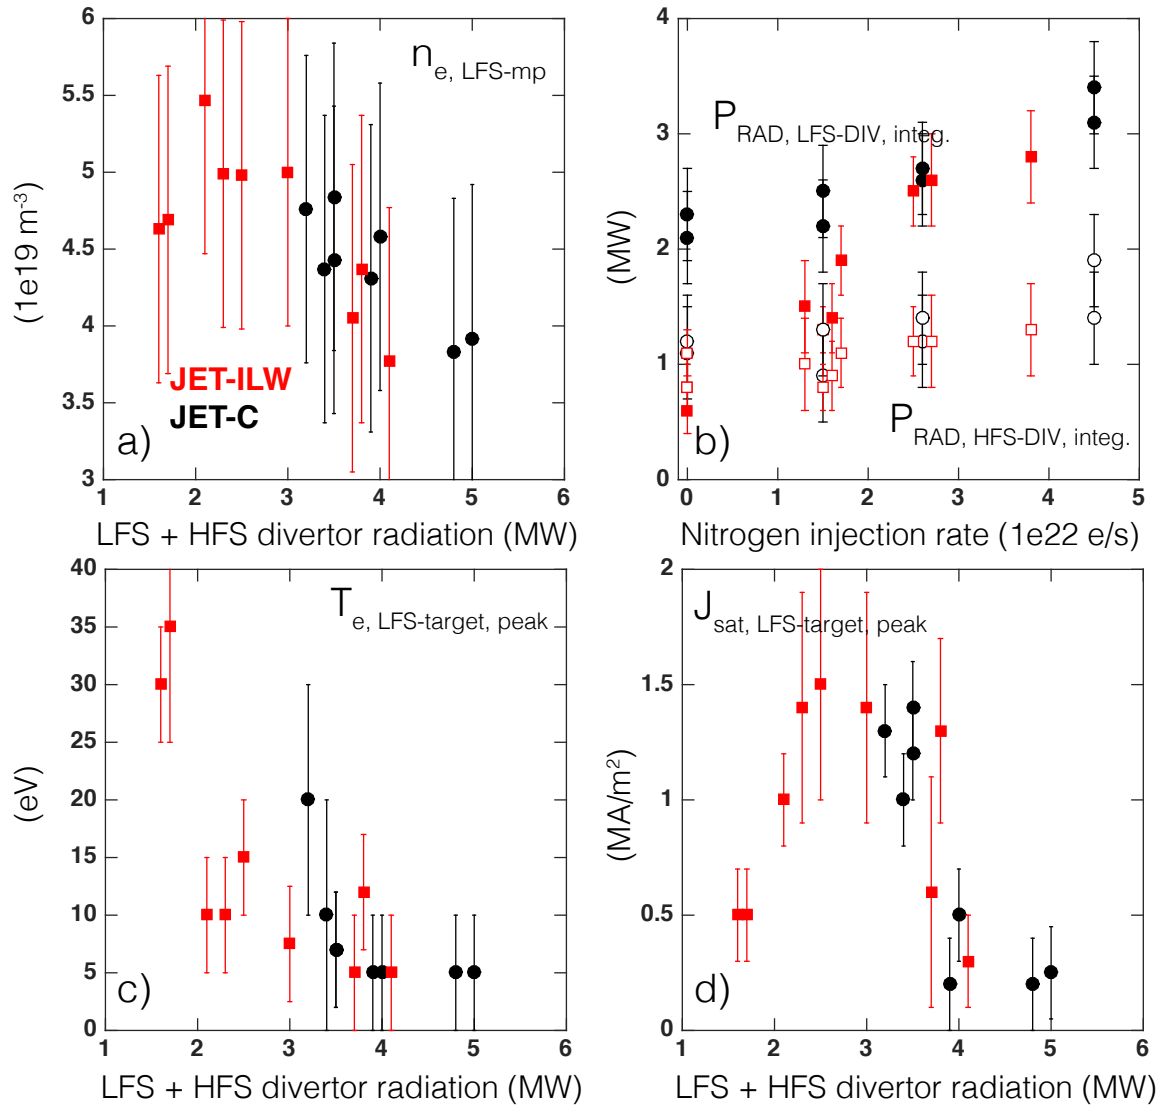 6
5.5
5
4.5
4
3.5
3
(1e19 m-3)
ne, LFS-mp
JET-ILW
JET-C
a)
1 2 3 4 5 6
LFS + HFS divertor radiation (MW)
4
3
2
1
0
(MW)
PRAD, LFS-DIV, integ.
PRAD, HFS-DIV, integ.
b)
0 1 2 3 4 5
Nitrogen injection rate (1e22 e/s)
40
35
30
25
20
15
10
5
0
(eV)
Te, LFS-target, peak
c)
1 2 3 4 5 6
LFS + HFS divertor radiation (MW)
2
1.5
1
0.5
0
(MA/m2)
Jsat, LFS-target, peak
d)
1 2 3 4 5 6
LFS + HFS divertor radiation (MW)